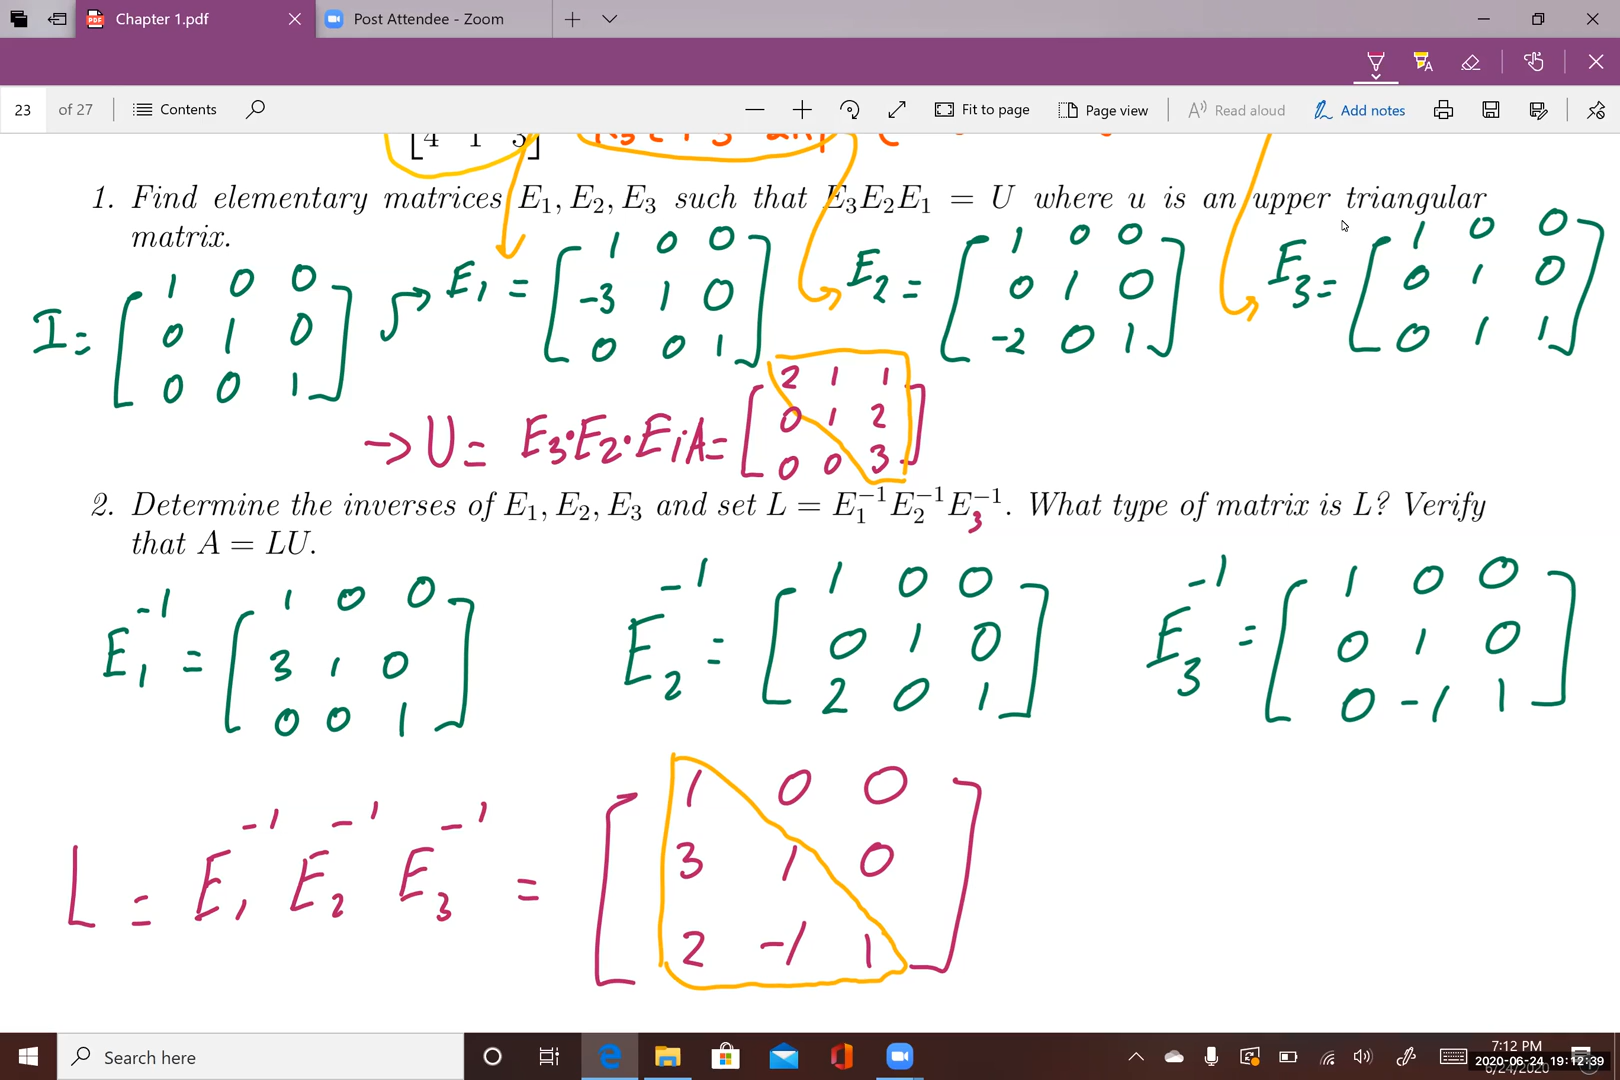 Chapter 1.pdf
Post Attendee - Zoom
23 of 27
Contents
Fit to page
Page view
Read aloud
Add notes
[4 1 3]
1. Find elementary matrices E₁, E₂, E₃ such that E₃E₂E₁ = U where u is an upper triangular
matrix.
I = [1 0 0
0 1 0
0 0 1]
E₁ = [1 0 0
-3 1 0
0 0 1]
E₂ = [1 0 0
0 1 0
-2 0 1]
E₃ = [1 0 0
0 1 0
0 1 1]
→ U = E₃·E₂·E₁A = [2 1 1
0 1 2
0 0 3]
2. Determine the inverses of E₁, E₂, E₃ and set L = E₁⁻¹E₂⁻¹E₃⁻¹. What type of matrix is L? Verify
that A = LU.
E₁⁻¹ = [1 0 0
3 1 0
0 0 1]
E₂⁻¹ = [1 0 0
0 1 0
2 0 1]
E₃⁻¹ = [1 0 0
0 1 0
0 -1 1]
L = E₁⁻¹ E₂⁻¹ E₃⁻¹ = [1 0 0
3 1 0
2 -1 1]
Search here
7:12 PM
2020-06-24 19:12:39
6/24/2020